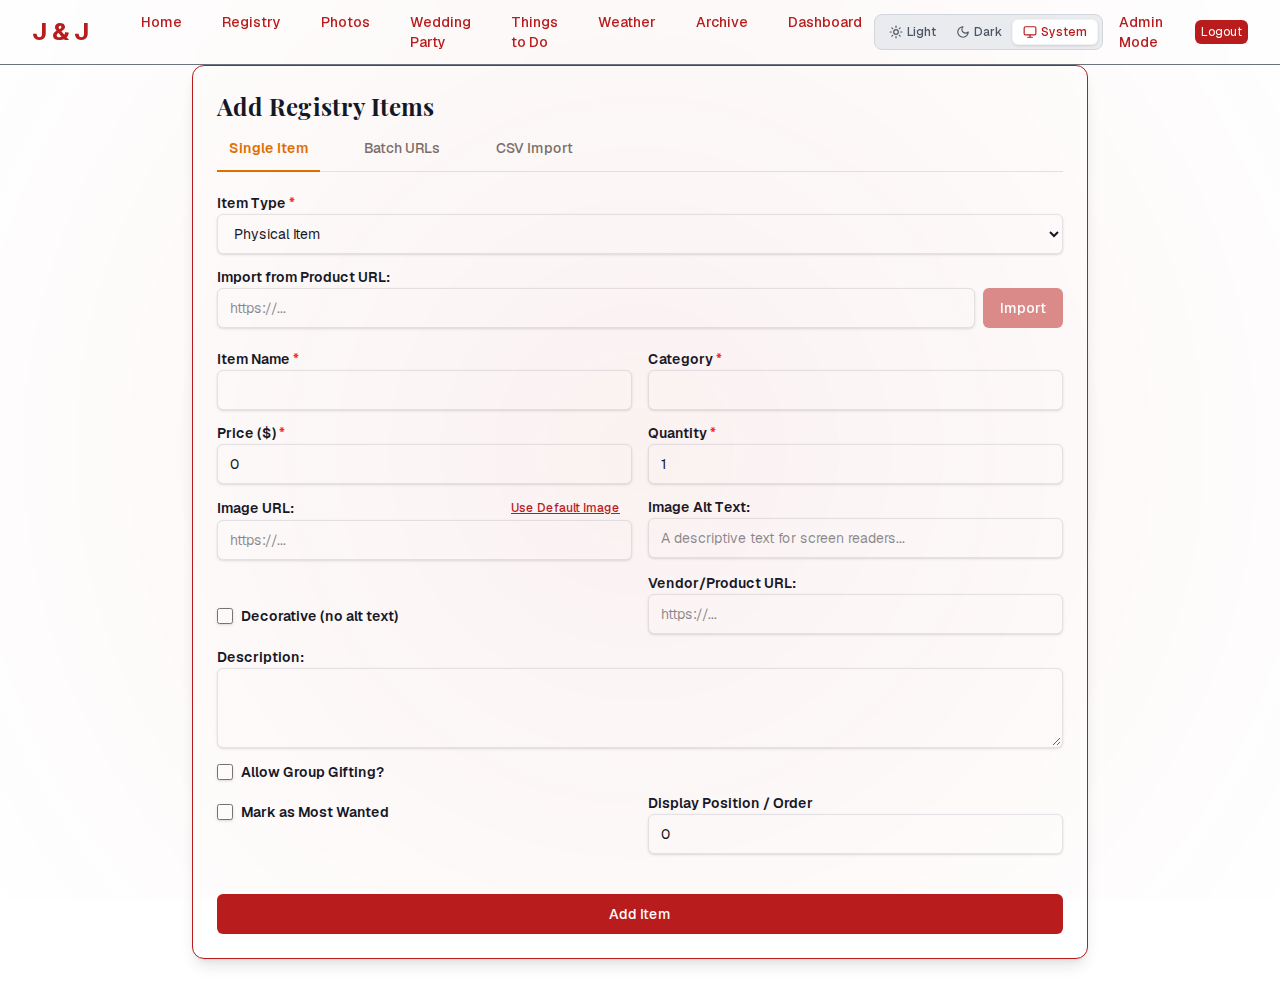 J & J
Home
Registry
Photos
Wedding
Party
Things
to Do
Weather
Archive
Dashboard
Light
Dark
System
Admin
Mode
Logout
Add Registry Items
Single Item
Batch URLs
CSV Import
Item Type *
Physical Item
Import from Product URL:
https://...
Import
Item Name *
Category *
Price ($) *
Quantity *
0
1
Image URL:
Use Default Image
Image Alt Text:
https://...
A descriptive text for screen readers...
Vendor/Product URL:
Decorative (no alt text)
https://...
Description:
Allow Group Gifting?
Mark as Most Wanted
Display Position / Order
0
Add Item